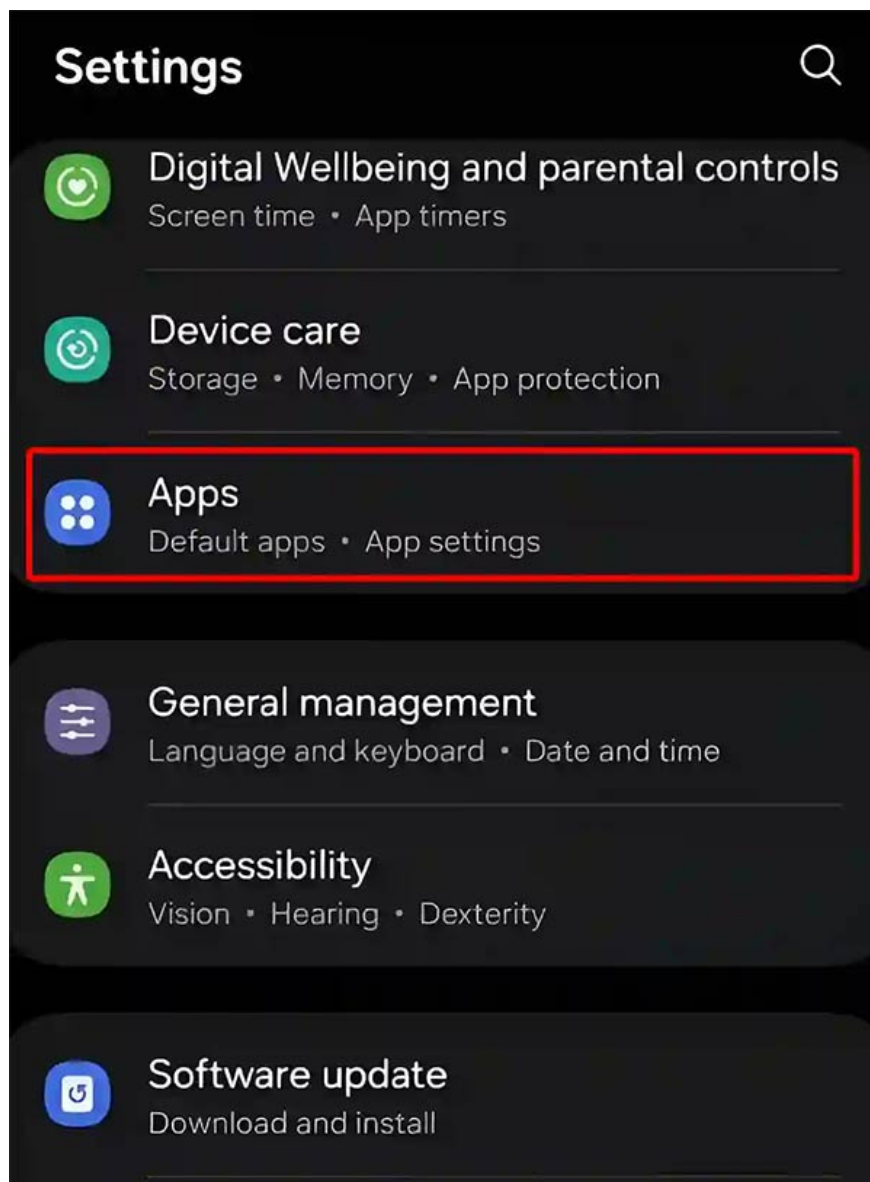 Settings
Digital Wellbeing and parental controls
Screen time • App timers
Device care
Storage • Memory • App protection
Apps
Default apps • App settings
General management
Language and keyboard • Date and time
Accessibility
Vision • Hearing • Dexterity
Software update
Download and install